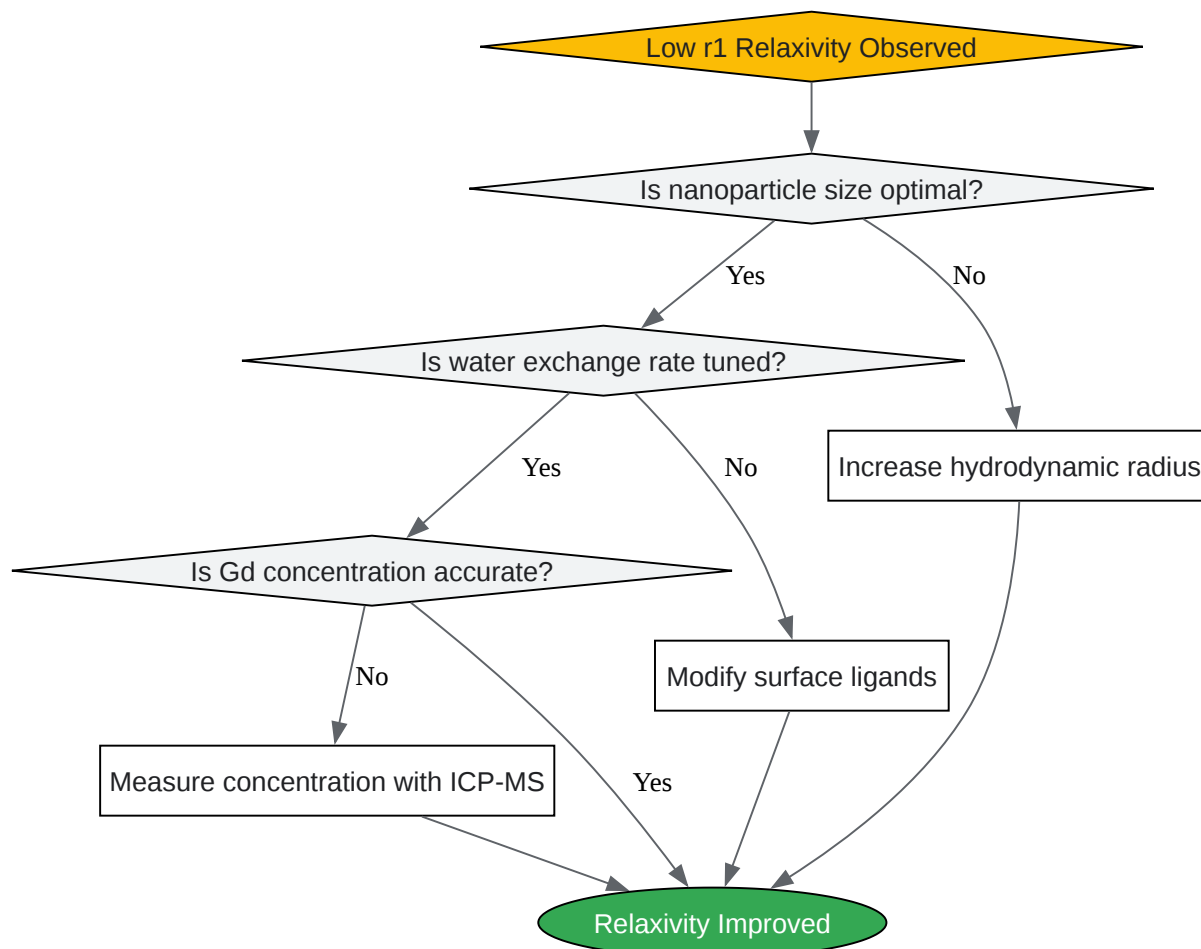 Low r1 Relaxivity Observed
Is nanoparticle size optimal?
Yes
No
Is water exchange rate tuned?
Yes
No
Increase hydrodynamic radius
Is Gd concentration accurate?
No
Modify surface ligands
Measure concentration with ICP-MS
Yes
Relaxivity Improved